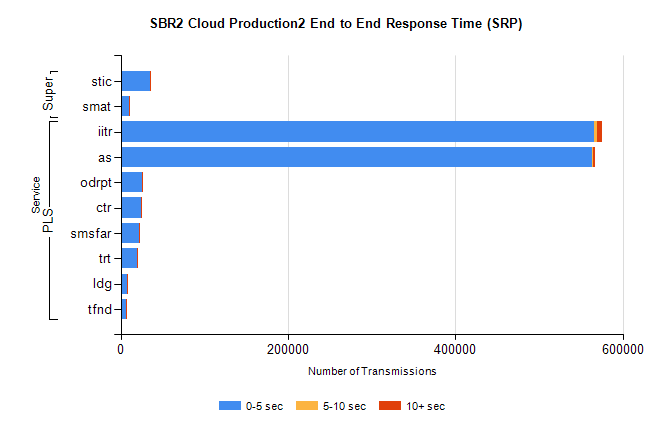 SBR2 Cloud Production2 End to End Response Time (SRP)
Super
stic
smat
Service
PLS
iitr
as
odrpt
ctr
smsfar
trt
ldg
tfnd
0 200000 400000 600000
Number of Transmissions
0-5 sec 5-10 sec 10+ sec